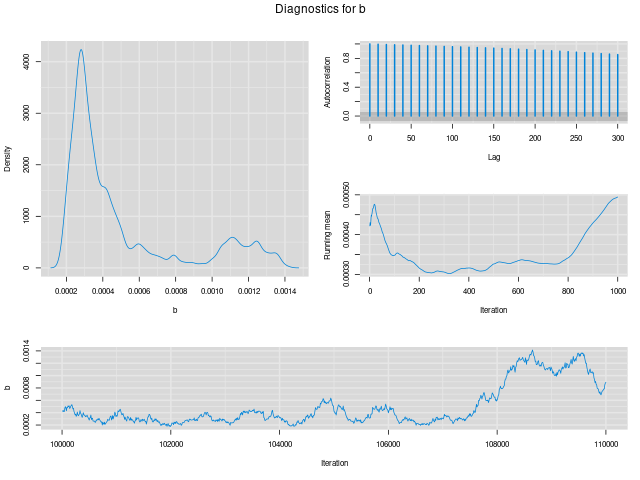 Diagnostics for b
Density
0 1000 2000 3000 4000
0.0002 0.0004 0.0006 0.0008 0.0010 0.0012 0.0014
b
Autocorrelation
0.0 0.4 0.8
0 50 100 150 200 250 300
Lag
Running mean
0.00030 0.00040 0.00050
0 200 400 600 800 1000
Iteration
b
0.0002 0.0008 0.0014
100000 102000 104000 106000 108000 110000
Iteration